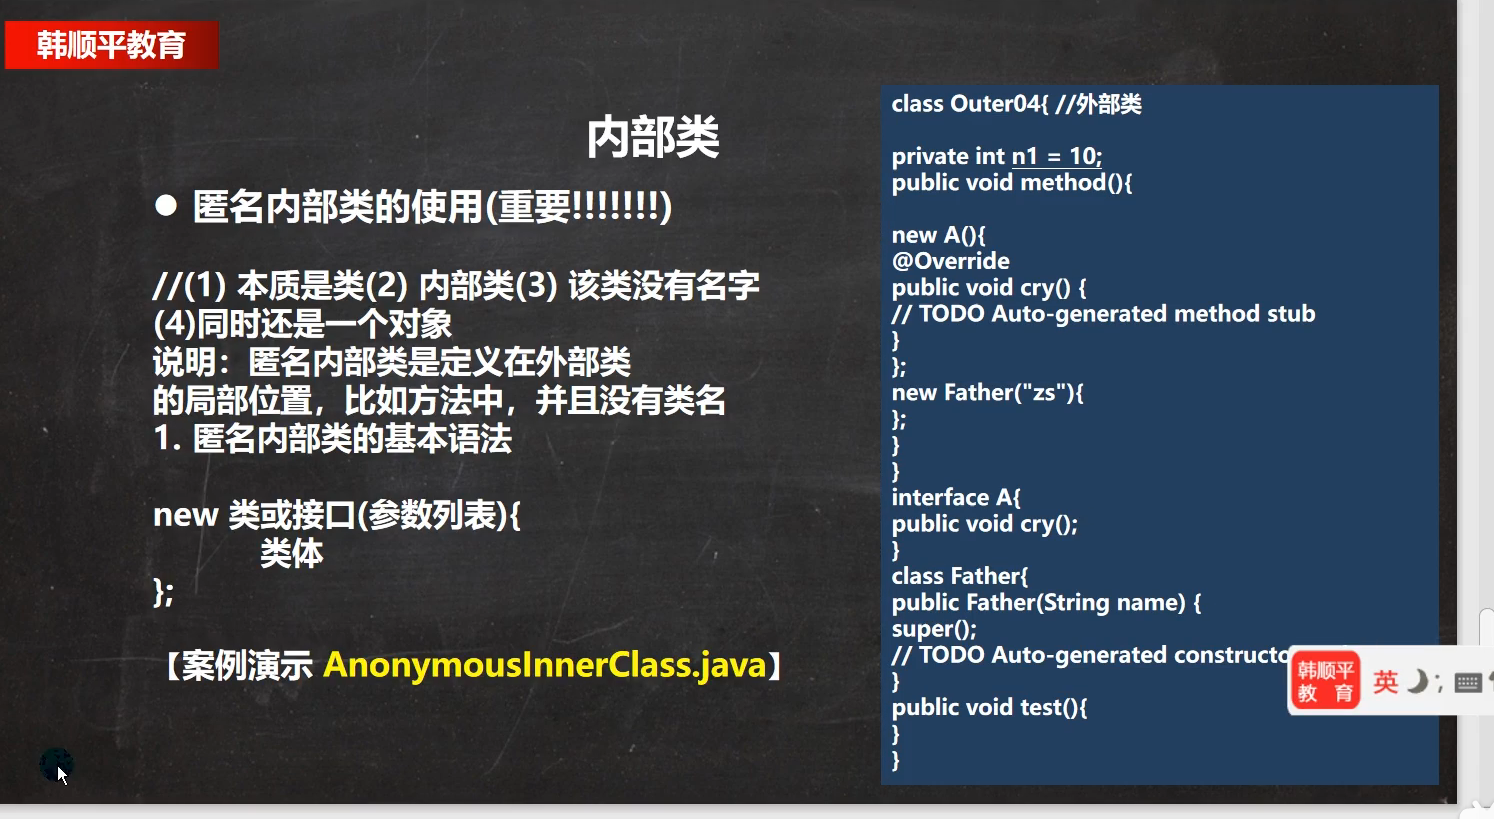 韩顺平教育
内部类
● 匿名内部类的使用(重要!!!!!!!)
//(1) 本质是类(2) 内部类(3) 该类没有名字
(4)同时还是一个对象
说明：匿名内部类是定义在外部类
的局部位置，比如方法中，并且没有类名
1. 匿名内部类的基本语法
new 类或接口(参数列表){
类体
};
【案例演示 AnonymousInnerClass.java】
class Outer04{ //外部类
private int n1 = 10;
public void method(){
new A(){
@Override
public void cry() {
// TODO Auto-generated method stub
}
};
new Father("zs"){
};
}
}
interface A{
public void cry();
}
class Father{
public Father(String name) {
super();
// TODO Auto-generated constructo
}
public void test(){
}
}
韩顺平
教 育
英